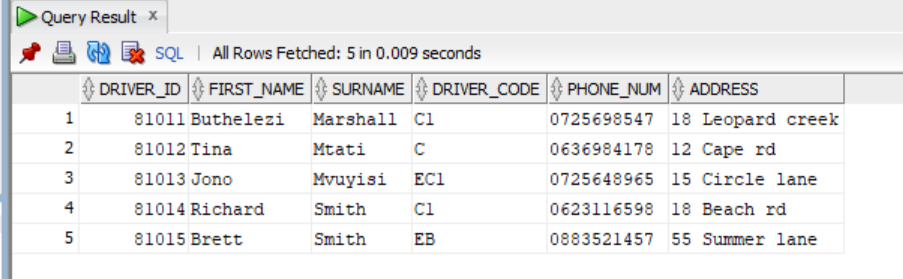 Query Result x
SQL | All Rows Fetched: 5 in 0.009 seconds
DRIVER_ID FIRST_NAME SURNAME DRIVER_CODE PHONE_NUM ADDRESS
1 81011 Buthelezi Marshall C1 0725698547 18 Leopard creek
2 81012 Tina Mtati C 0636984178 12 Cape rd
3 81013 Jono Mvuyisi EC1 0725648965 15 Circle lane
4 81014 Richard Smith C1 0623116598 18 Beach rd
5 81015 Brett Smith EB 0883521457 55 Summer lane